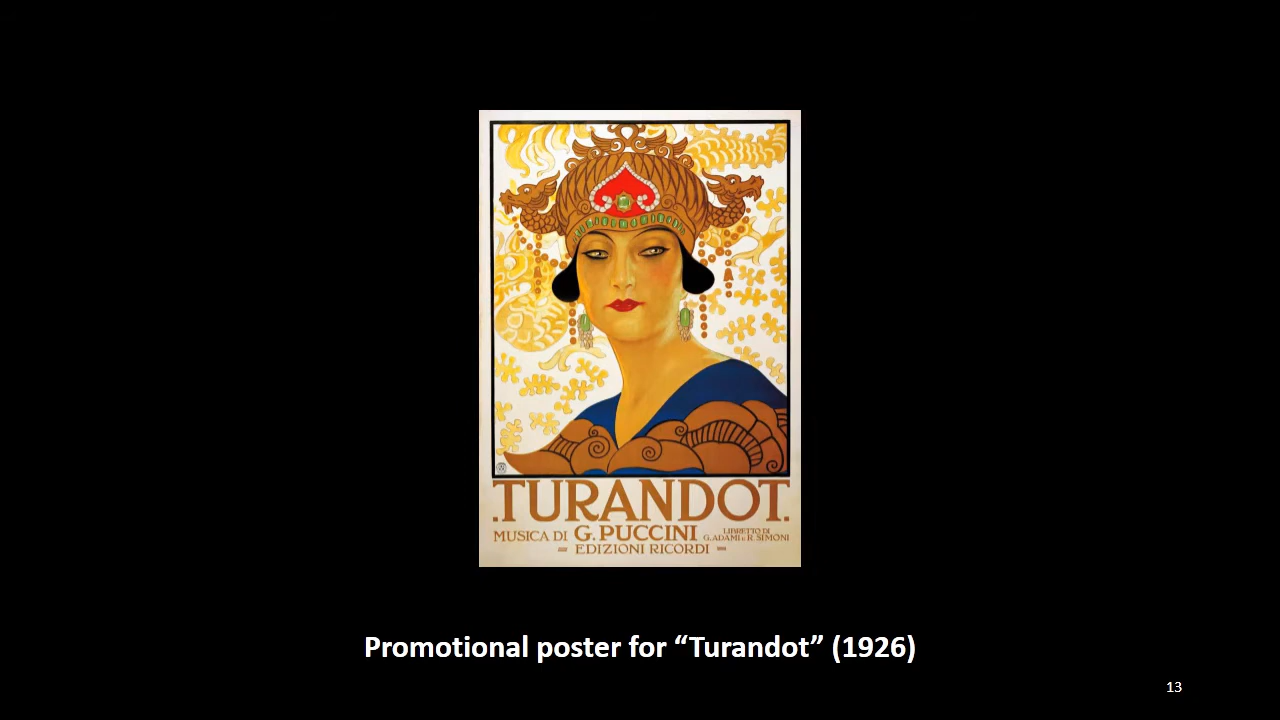 .TURANDOT.
MUSICA DI G. PUCCINI LIBRETTO DI
G. ADAMI E R. SIMONI
= EDIZIONI RICORDI =
Promotional poster for “Turandot” (1926)
13